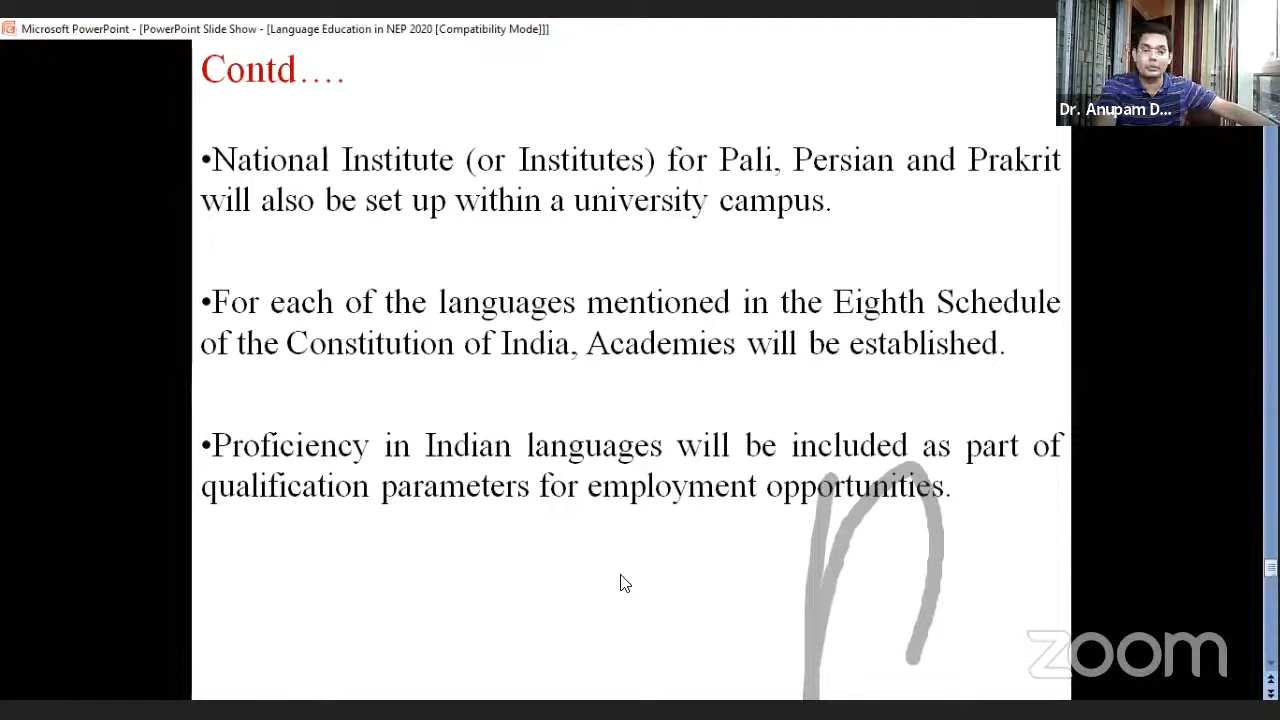 Microsoft PowerPoint - [PowerPoint Slide Show - [Language Education in NEP 2020 [Compatibility Mode]]]
Contd....
Dr. Anupam D...
•National Institute (or Institutes) for Pali, Persian and Prakrit
will also be set up within a university campus.
•For each of the languages mentioned in the Eighth Schedule
of the Constitution of India, Academies will be established.
•Proficiency in Indian languages will be included as part of
qualification parameters for employment opportunities.
n
zoom